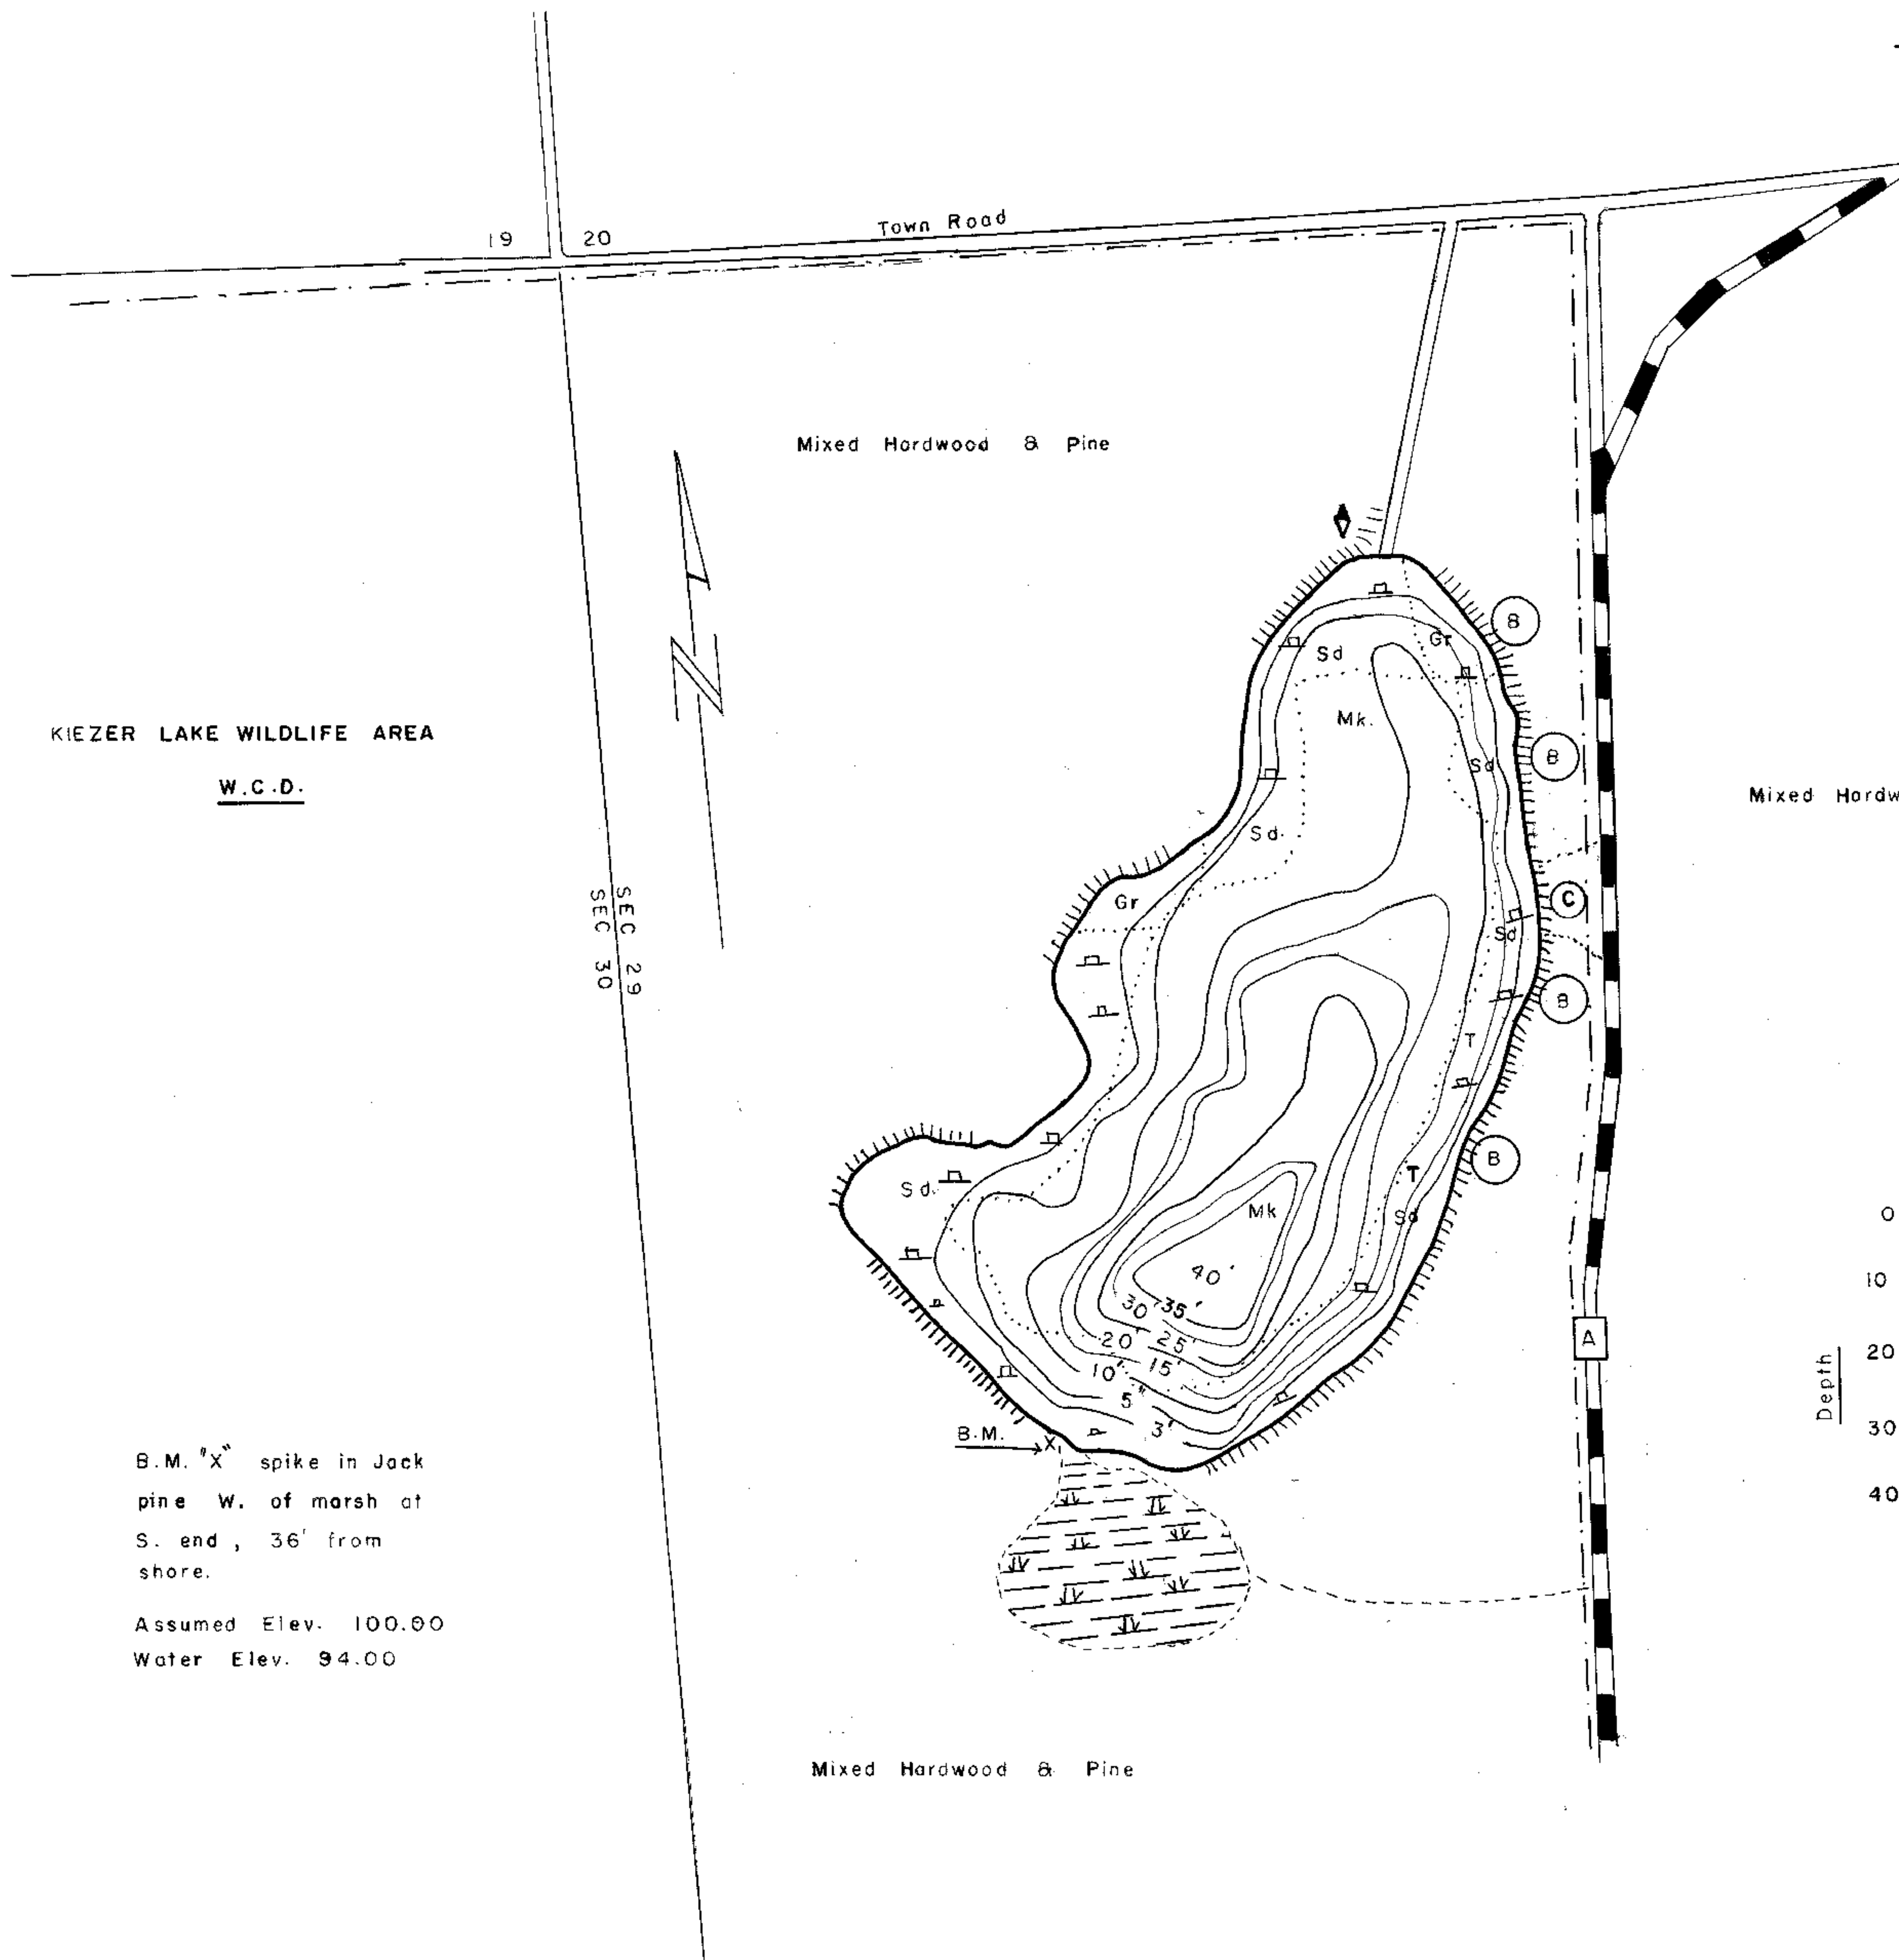 Town Road
19
20
Mixed Hardwood & Pine
N
KIEZER LAKE WILDLIFE AREA
W.C.D.
SEC 29
SEC 30
B
Gr
Sd
Mk.
B
Sd
Mixed Hardw
Sd.
Gr
C
Sd
B
T
B
T
Sd.
Sd
Mk
40'
30'
35'
20'
25'
10'
15'
5"
3'
0
10
20
30
40
Depth
A
B.M.
X
B.M. "X" spike in Jack
pine W. of marsh at
S. end, 36' from
shore.
Assumed Elev. 100.00
Water Elev. 94.00
Mixed Hardwood & Pine